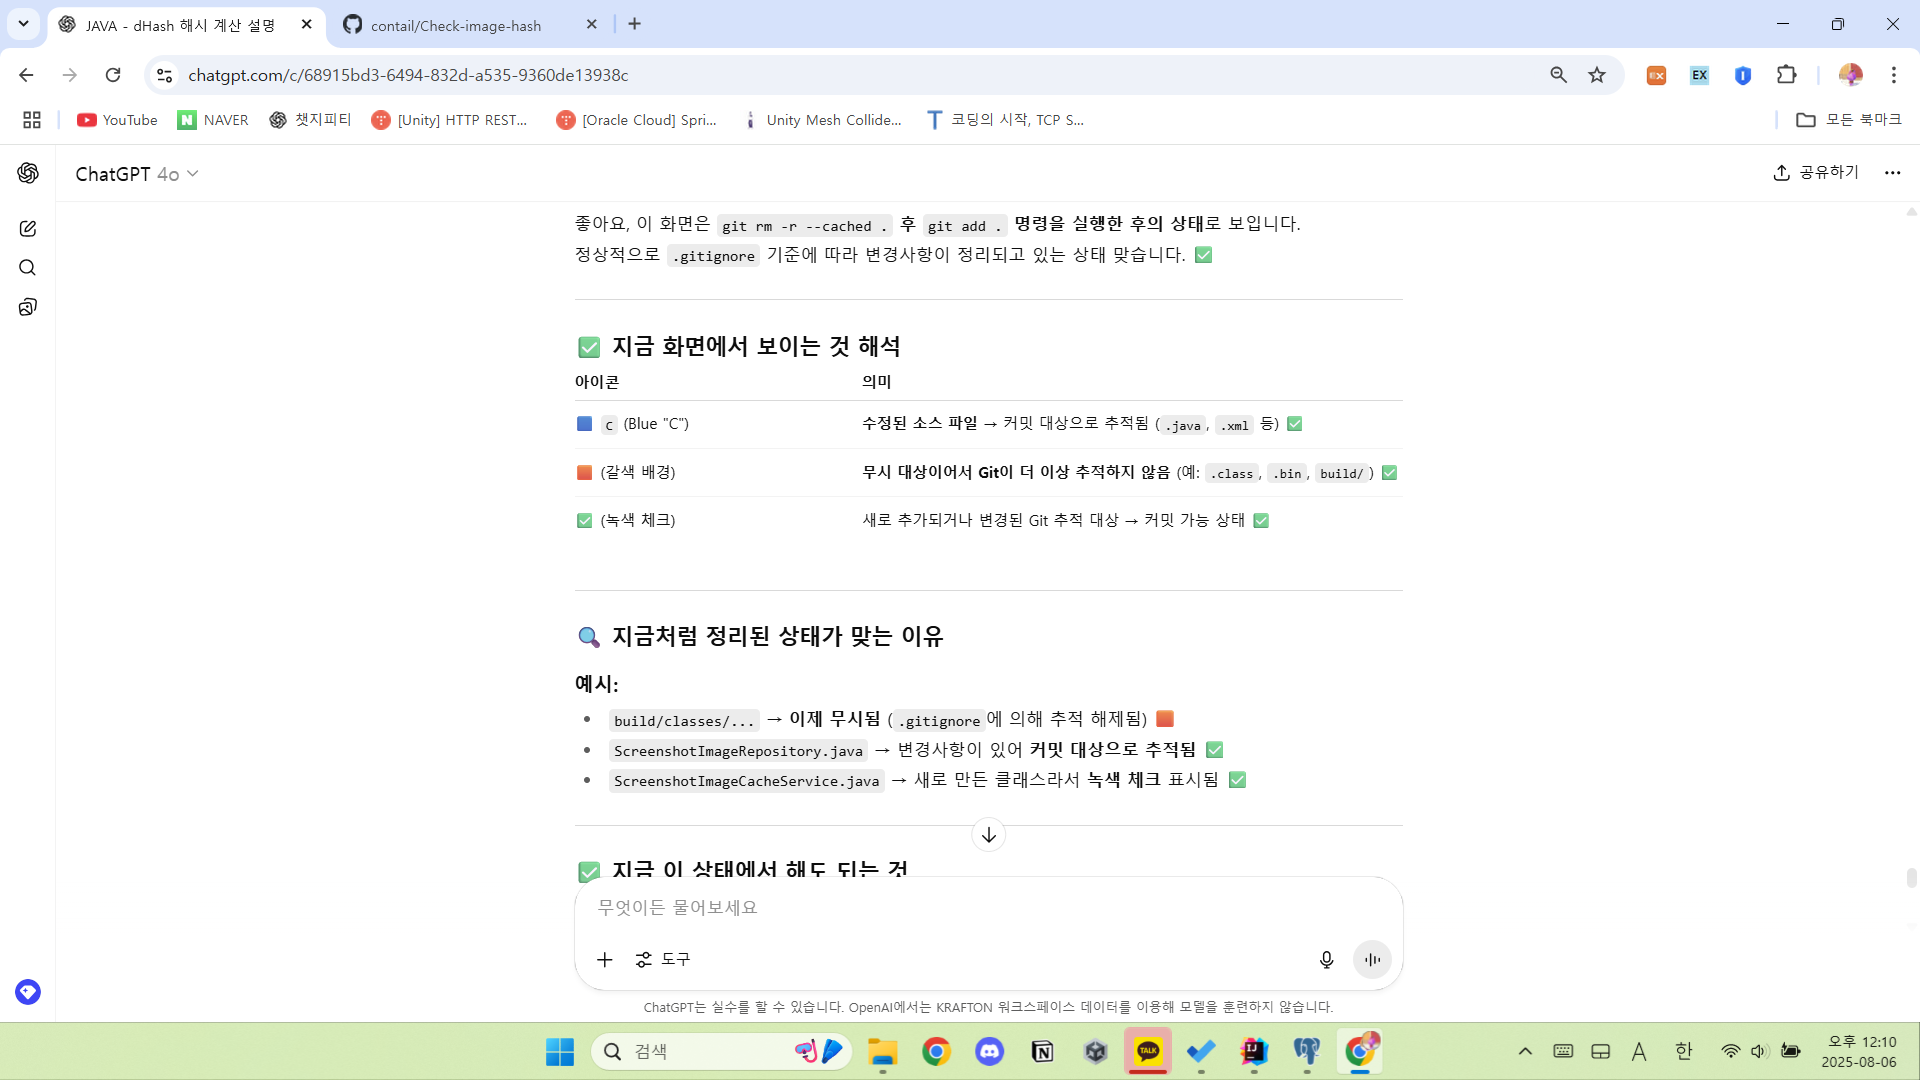 JAVA - dHash 해시 계산 설명
contail/Check-image-hash
chatgpt.com/c/68915bd3-6494-832d-a535-9360de13938c
EX
YouTube
NAVER
챗지피티
[Unity] HTTP REST...
[Oracle Cloud] Spri...
Unity Mesh Collide...
코딩의 시작, TCP S...
모든 북마크
ChatGPT 4o
공유하기
좋아요, 이 화면은 git rm -r --cached . 후 git add . 명령을 실행한 후의 상태로 보입니다.
정상적으로 .gitignore 기준에 따라 변경사항이 정리되고 있는 상태 맞습니다. ✅
✅ 지금 화면에서 보이는 것 해석
아이콘 의미
🟦 C (Blue "C") 수정된 소스 파일 → 커밋 대상으로 추적됨 (.java, .xml 등) ✅
🟧 (갈색 배경) 무시 대상이어서 Git이 더 이상 추적하지 않음 (예: .class, .bin, build/) ✅
✅ (녹색 체크) 새로 추가되거나 변경된 Git 추적 대상 → 커밋 가능 상태 ✅
🔍 지금처럼 정리된 상태가 맞는 이유
예시:
• build/classes/... → 이제 무시됨 (.gitignore에 의해 추적 해제됨) 🟧
• ScreenshotImageRepository.java → 변경사항이 있어 커밋 대상으로 추적됨 ✅
• ScreenshotImageCacheService.java → 새로 만든 클래스라서 녹색 체크 표시됨 ✅
✅ 지금 이 상태에서 해도 되는 것
무엇이든 물어보세요
도구
ChatGPT는 실수를 할 수 있습니다. OpenAI에서는 KRAFTON 워크스페이스 데이터를 이용해 모델을 훈련하지 않습니다.
검색
TALK
IJ
A
한
오후 12:10
2025-08-06